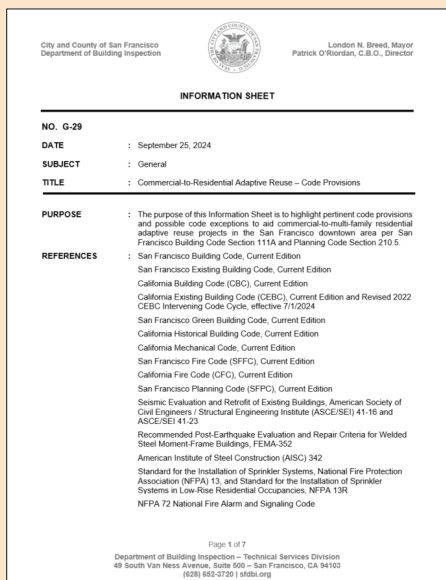 City and County of San Francisco
Department of Building Inspection
London N. Breed, Mayor
Patrick O'Riordan, C.B.O., Director
INFORMATION SHEET
NO. G-29
DATE : September 25, 2024
SUBJECT : General
TITLE : Commercial-to-Residential Adaptive Reuse – Code Provisions
PURPOSE : The purpose of this Information Sheet is to highlight pertinent code provisions
and possible code exceptions to aid commercial-to-multi-family residential
adaptive reuse projects in the San Francisco downtown area per San
Francisco Building Code Section 111A and Planning Code Section 210.5.
REFERENCES : San Francisco Building Code, Current Edition
San Francisco Existing Building Code, Current Edition
California Building Code (CBC), Current Edition
California Existing Building Code (CEBC), Current Edition and Revised 2022
CEBC Intervening Code Cycle, effective 7/1/2024
San Francisco Green Building Code, Current Edition
California Historical Building Code, Current Edition
California Mechanical Code, Current Edition
San Francisco Fire Code (SFFC), Current Edition
California Fire Code (CFC), Current Edition
San Francisco Planning Code (SFPC), Current Edition
Seismic Evaluation and Retrofit of Existing Buildings, American Society of
Civil Engineers / Structural Engineering Institute (ASCE/SEI) 41-16 and
ASCE/SEI 41-23
Recommended Post-Earthquake Evaluation and Repair Criteria for Welded
Steel Moment-Frame Buildings, FEMA-352
American Institute of Steel Construction (AISC) 342
Standard for the Installation of Sprinkler Systems, National Fire Protection
Association (NFPA) 13, and Standard for the Installation of Sprinkler
Systems in Low-Rise Residential Occupancies, NFPA 13R
NFPA 72 National Fire Alarm and Signaling Code
Page 1 of 7
Department of Building Inspection – Technical Services Division
49 South Van Ness Avenue, Suite 500 – San Francisco, CA 94103
(628) 652-3720 | sfdbi.org